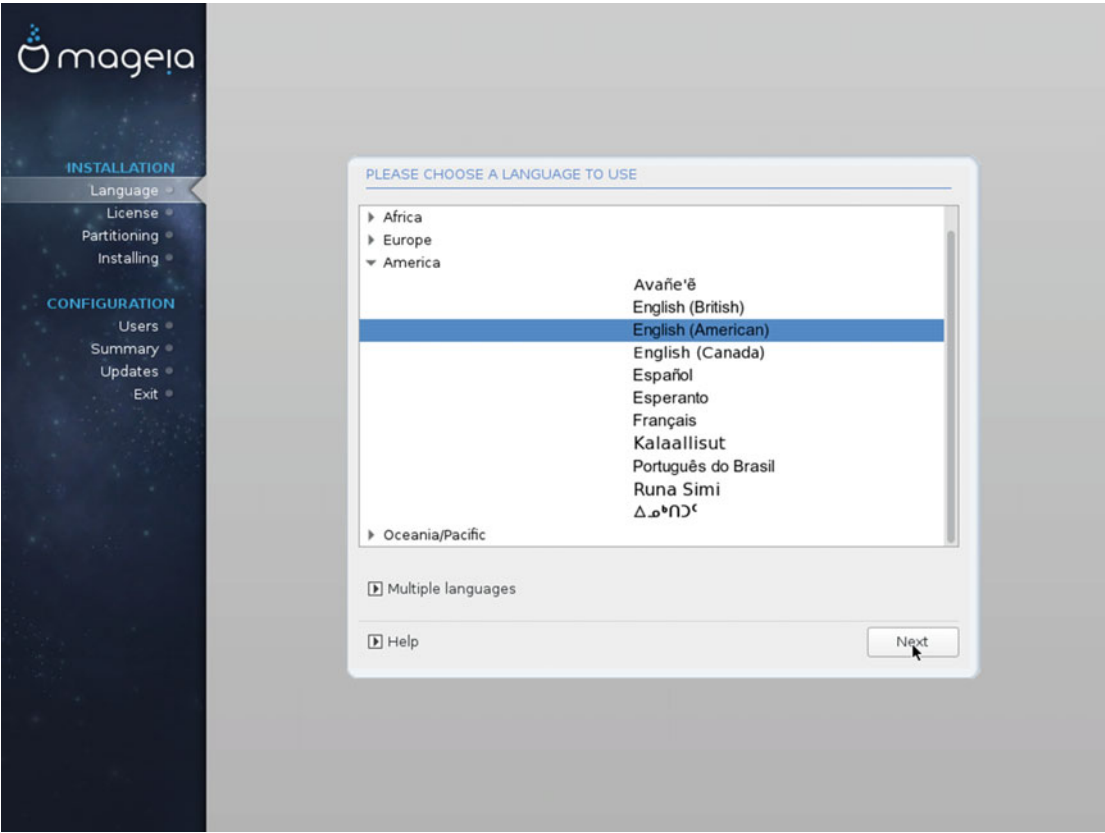 mageia
INSTALLATION
Language
License
Partitioning
Installing
CONFIGURATION
Users
Summary
Updates
Exit
PLEASE CHOOSE A LANGUAGE TO USE
Africa
Europe
America
Avañe'ẽ
English (British)
English (American)
English (Canada)
Español
Esperanto
Français
Kalaallisut
Português do Brasil
Runa Simi
ᐃᓄᒃᑎᑐᑦ
Oceania/Pacific
Multiple languages
Help
Next